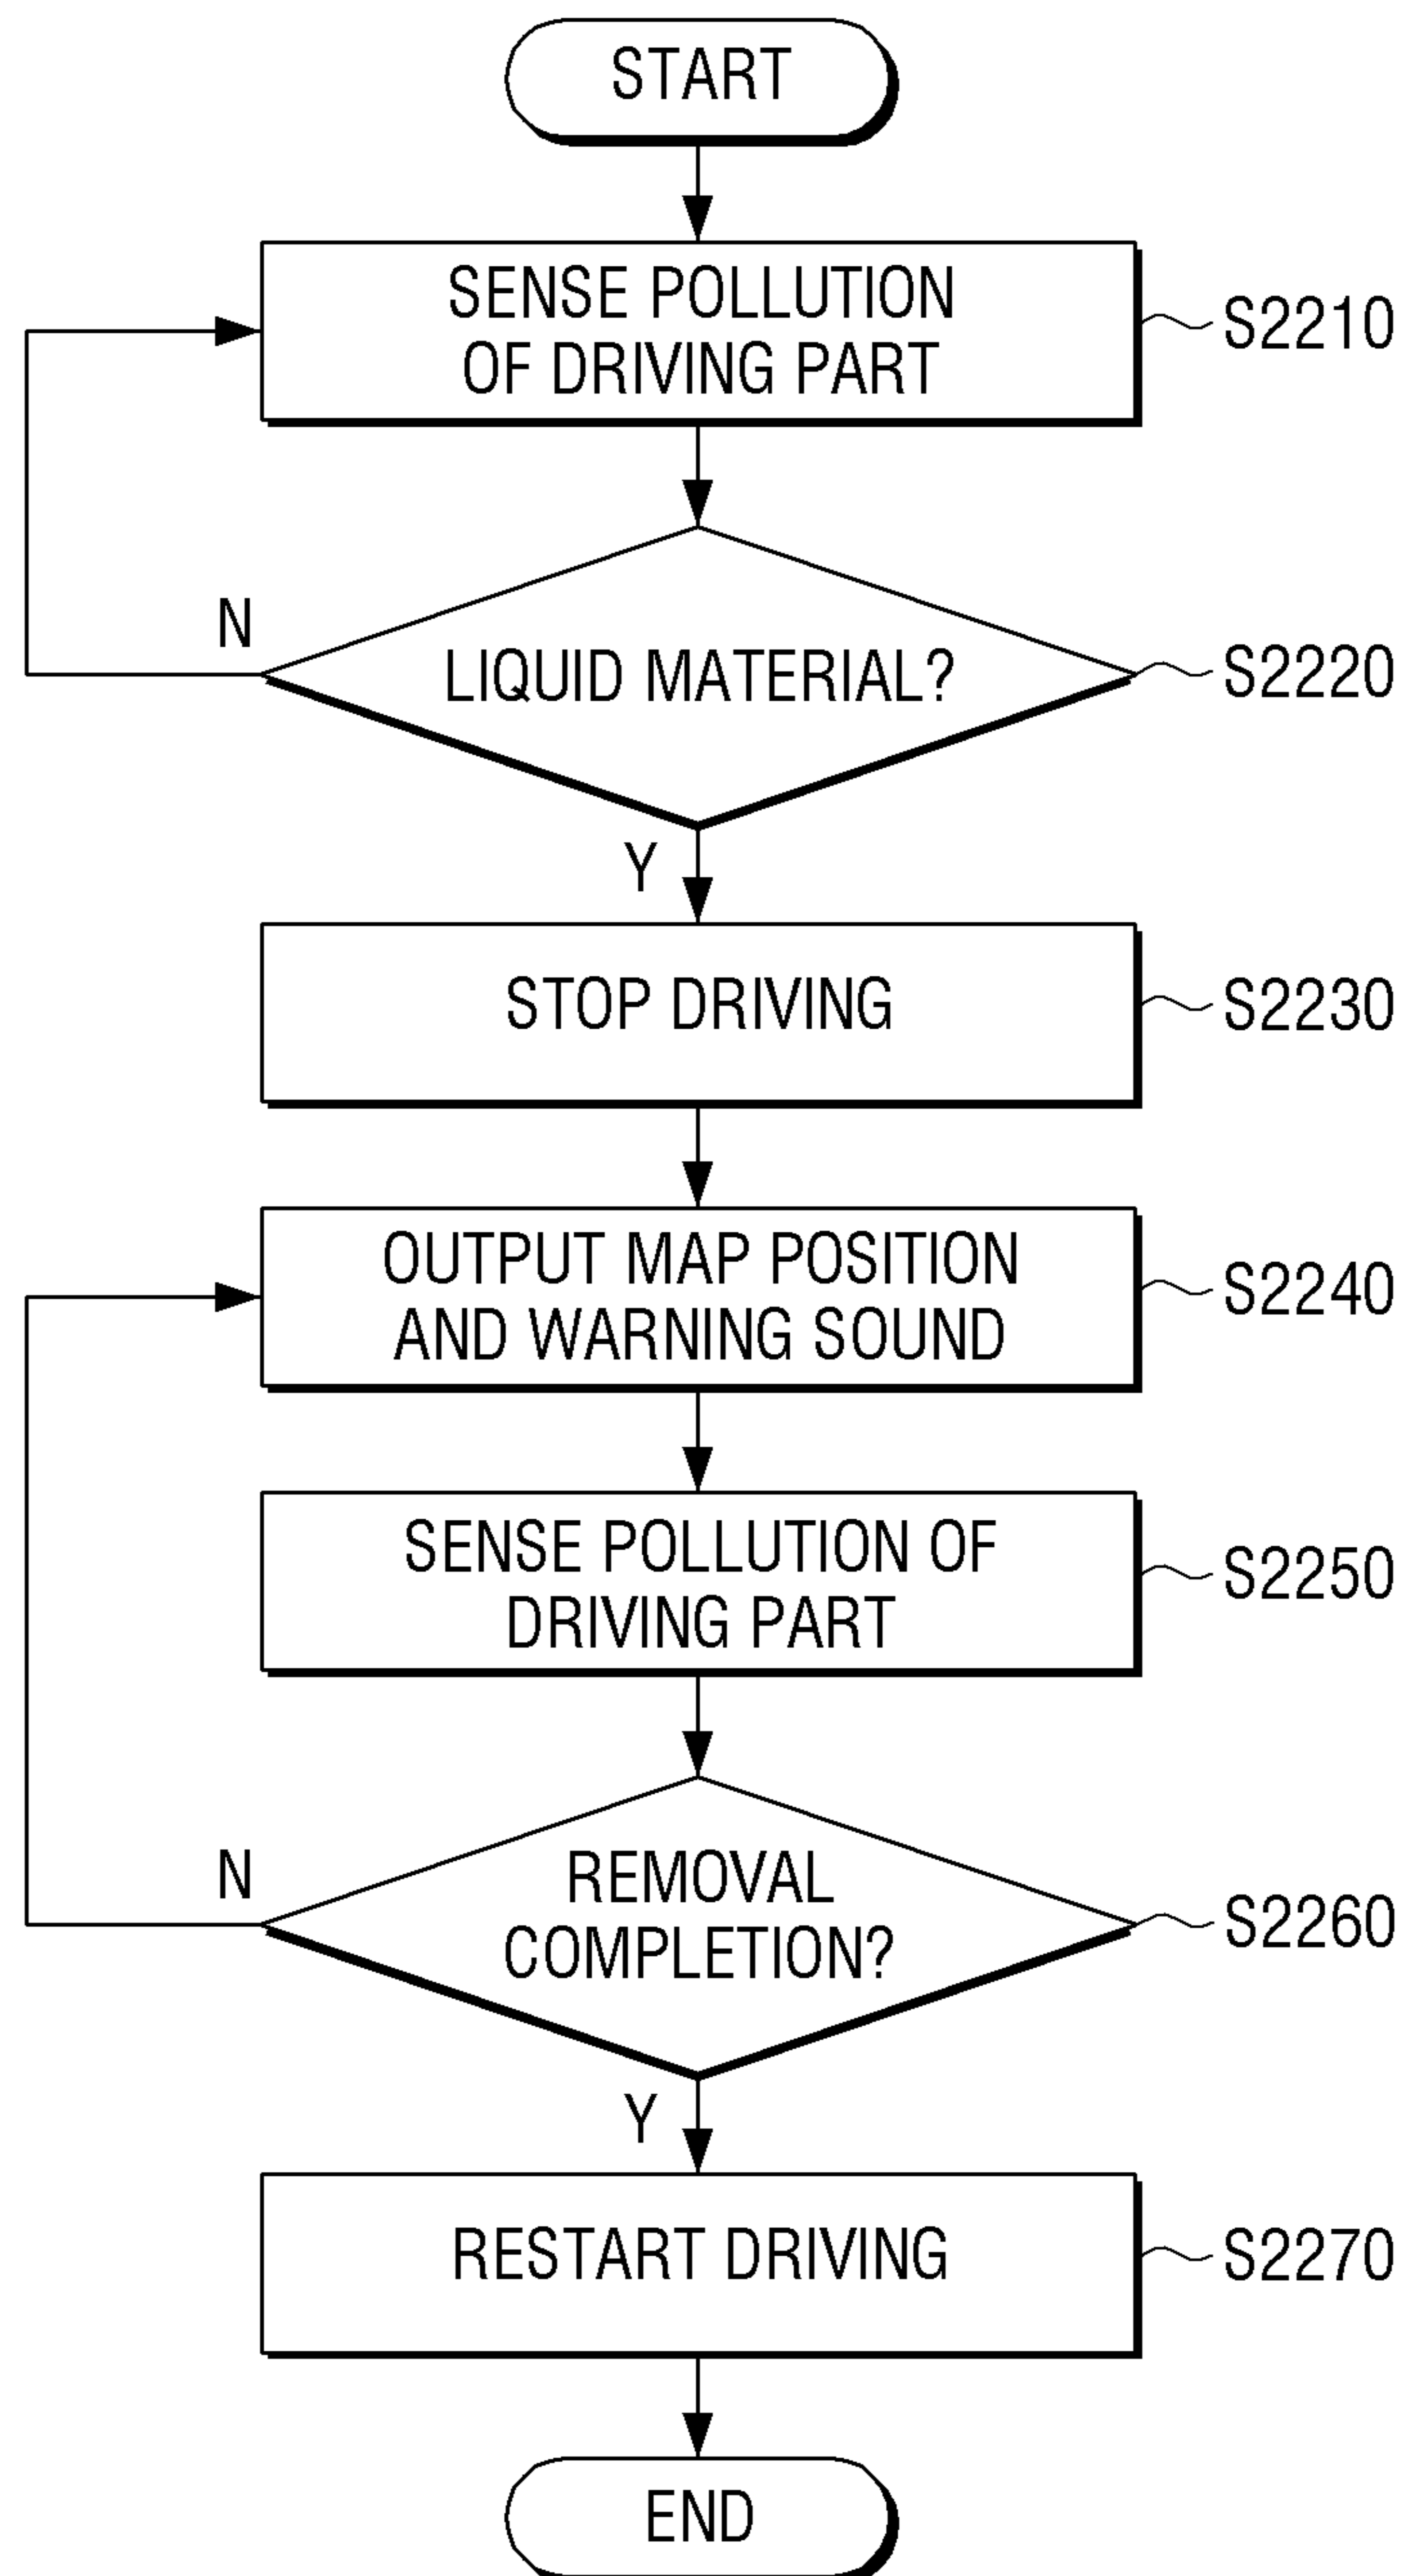 START
SENSE POLLUTION
OF DRIVING PART
S2210
N
LIQUID MATERIAL?
S2220
Y
STOP DRIVING
S2230
OUTPUT MAP POSITION
AND WARNING SOUND
S2240
SENSE POLLUTION OF
DRIVING PART
S2250
N
REMOVAL
COMPLETION?
S2260
Y
RESTART DRIVING
S2270
END